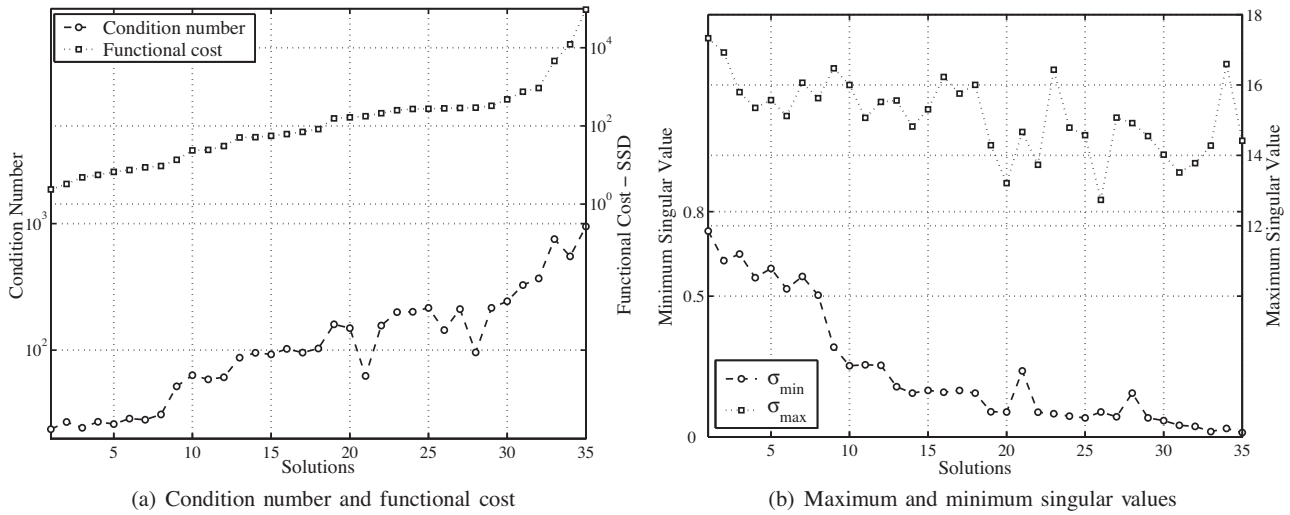 Condition number
Functional cost
10^4
10^2
10^0
10^3
10^2
Condition Number
Functional Cost – SSD
5
10
15
20
25
30
35
Solutions
(a) Condition number and functional cost
18
16
14
12
0.8
0.5
0
Minimum Singular Value
Maximum Singular Value
σmin
σmax
5
10
15
20
25
30
35
Solutions
(b) Maximum and minimum singular values